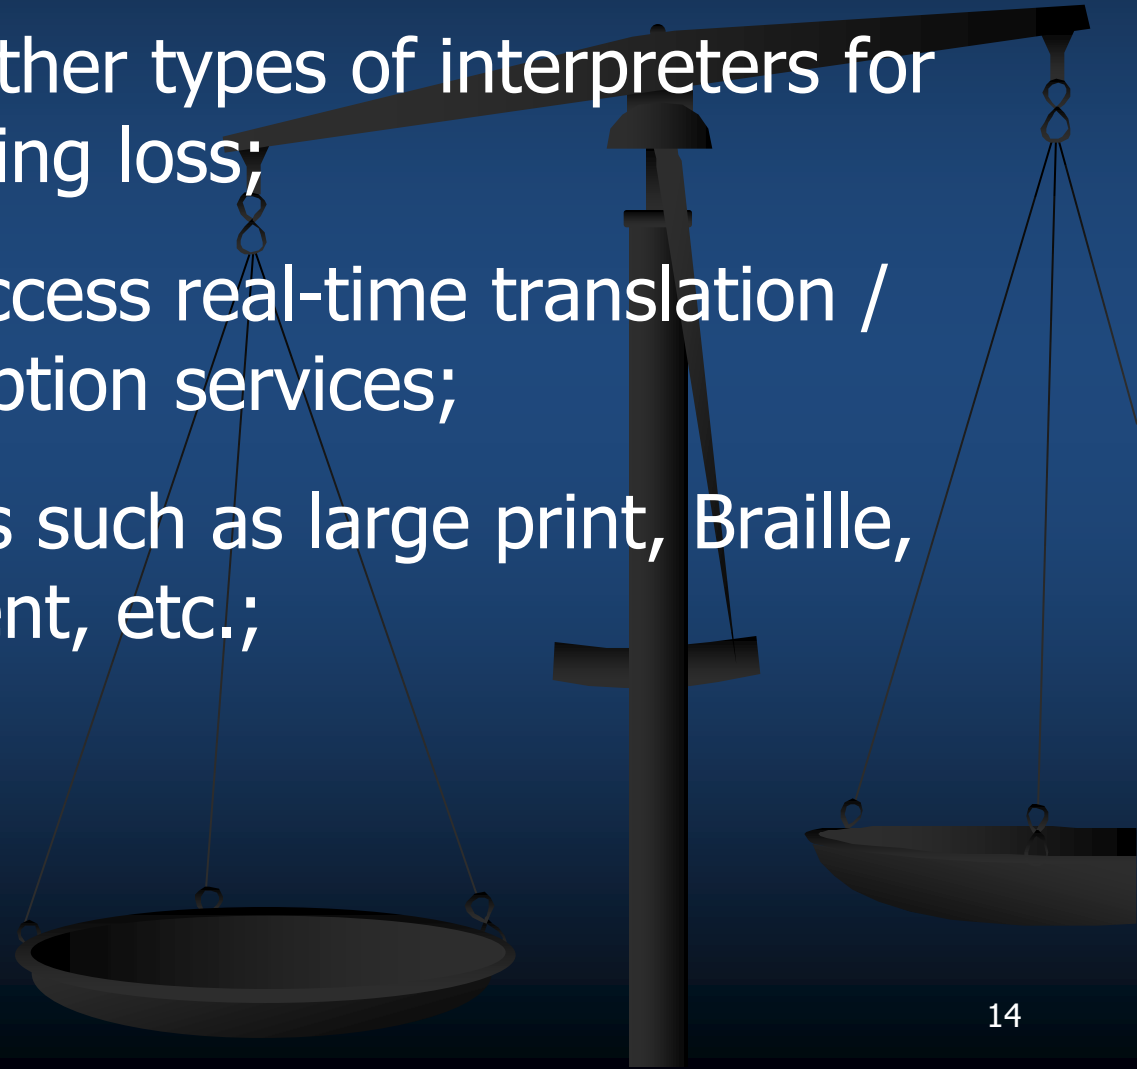 ther types of interpreters for
ing loss;
ccess real-time translation /
ption services;
s such as large print, Braille,
ent, etc.;
14